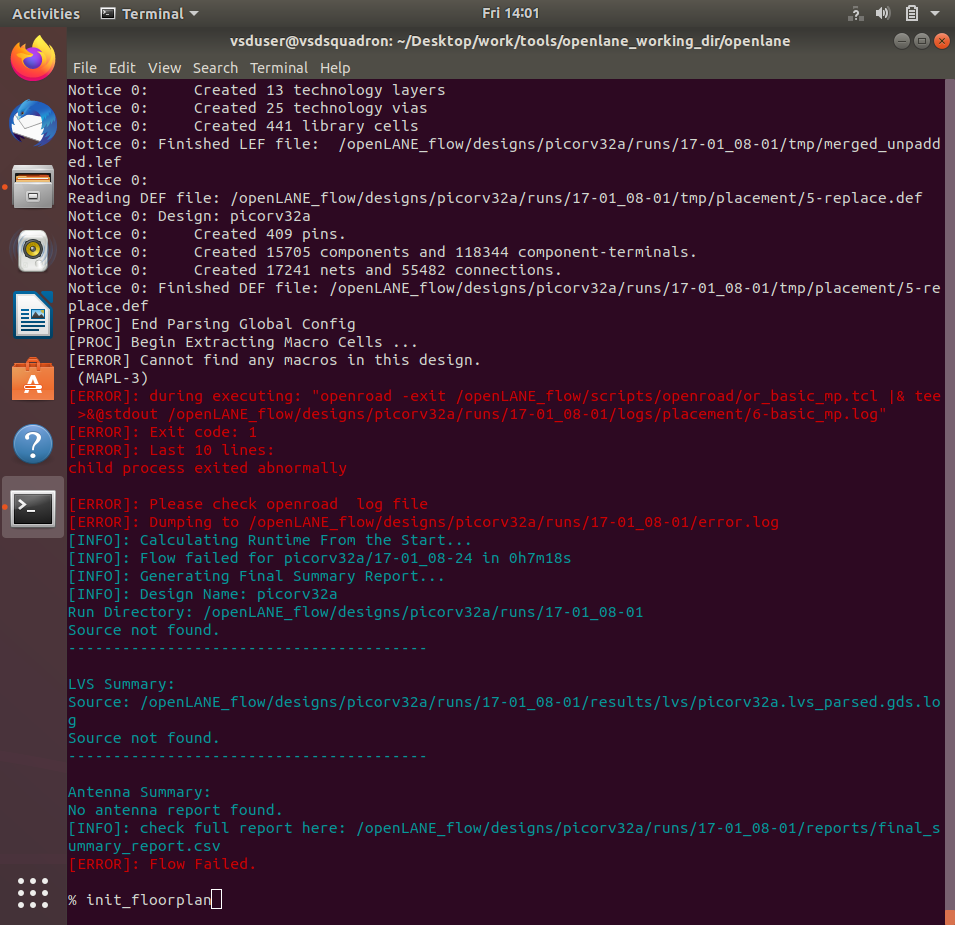 Activities Terminal Fri 14:01
vsduser@vsdsquadron: ~/Desktop/work/tools/openlane_working_dir/openlane
File Edit View Search Terminal Help
Notice 0:     Created 13 technology layers
Notice 0:     Created 25 technology vias
Notice 0:     Created 441 library cells
Notice 0: Finished LEF file:  /openLANE_flow/designs/picorv32a/runs/17-01_08-01/tmp/merged_unpadd
ed.lef
Notice 0:
Reading DEF file: /openLANE_flow/designs/picorv32a/runs/17-01_08-01/tmp/placement/5-replace.def
Notice 0: Design: picorv32a
Notice 0:     Created 409 pins.
Notice 0:     Created 15705 components and 118344 component-terminals.
Notice 0:     Created 17241 nets and 55482 connections.
Notice 0: Finished DEF file: /openLANE_flow/designs/picorv32a/runs/17-01_08-01/tmp/placement/5-re
place.def
[PROC] End Parsing Global Config
[PROC] Begin Extracting Macro Cells ...
[ERROR] Cannot find any macros in this design.
 (MAPL-3)
[ERROR]: during executing: "openroad -exit /openLANE_flow/scripts/openroad/or_basic_mp.tcl |& tee
 >&@stdout /openLANE_flow/designs/picorv32a/runs/17-01_08-01/logs/placement/6-basic_mp.log"
[ERROR]: Exit code: 1
[ERROR]: Last 10 lines:
child process exited abnormally
[ERROR]: Please check openroad  log file
[ERROR]: Dumping to /openLANE_flow/designs/picorv32a/runs/17-01_08-01/error.log
[INFO]: Calculating Runtime From the Start...
[INFO]: Flow failed for picorv32a/17-01_08-24 in 0h7m18s
[INFO]: Generating Final Summary Report...
[INFO]: Design Name: picorv32a
Run Directory: /openLANE_flow/designs/picorv32a/runs/17-01_08-01
Source not found.
----------------------------------------
LVS Summary:
Source: /openLANE_flow/designs/picorv32a/runs/17-01_08-01/results/lvs/picorv32a.lvs_parsed.gds.lo
g
Source not found.
----------------------------------------
Antenna Summary:
No antenna report found.
[INFO]: check full report here: /openLANE_flow/designs/picorv32a/runs/17-01_08-01/reports/final_s
ummary_report.csv
[ERROR]: Flow Failed.
% init_floorplan